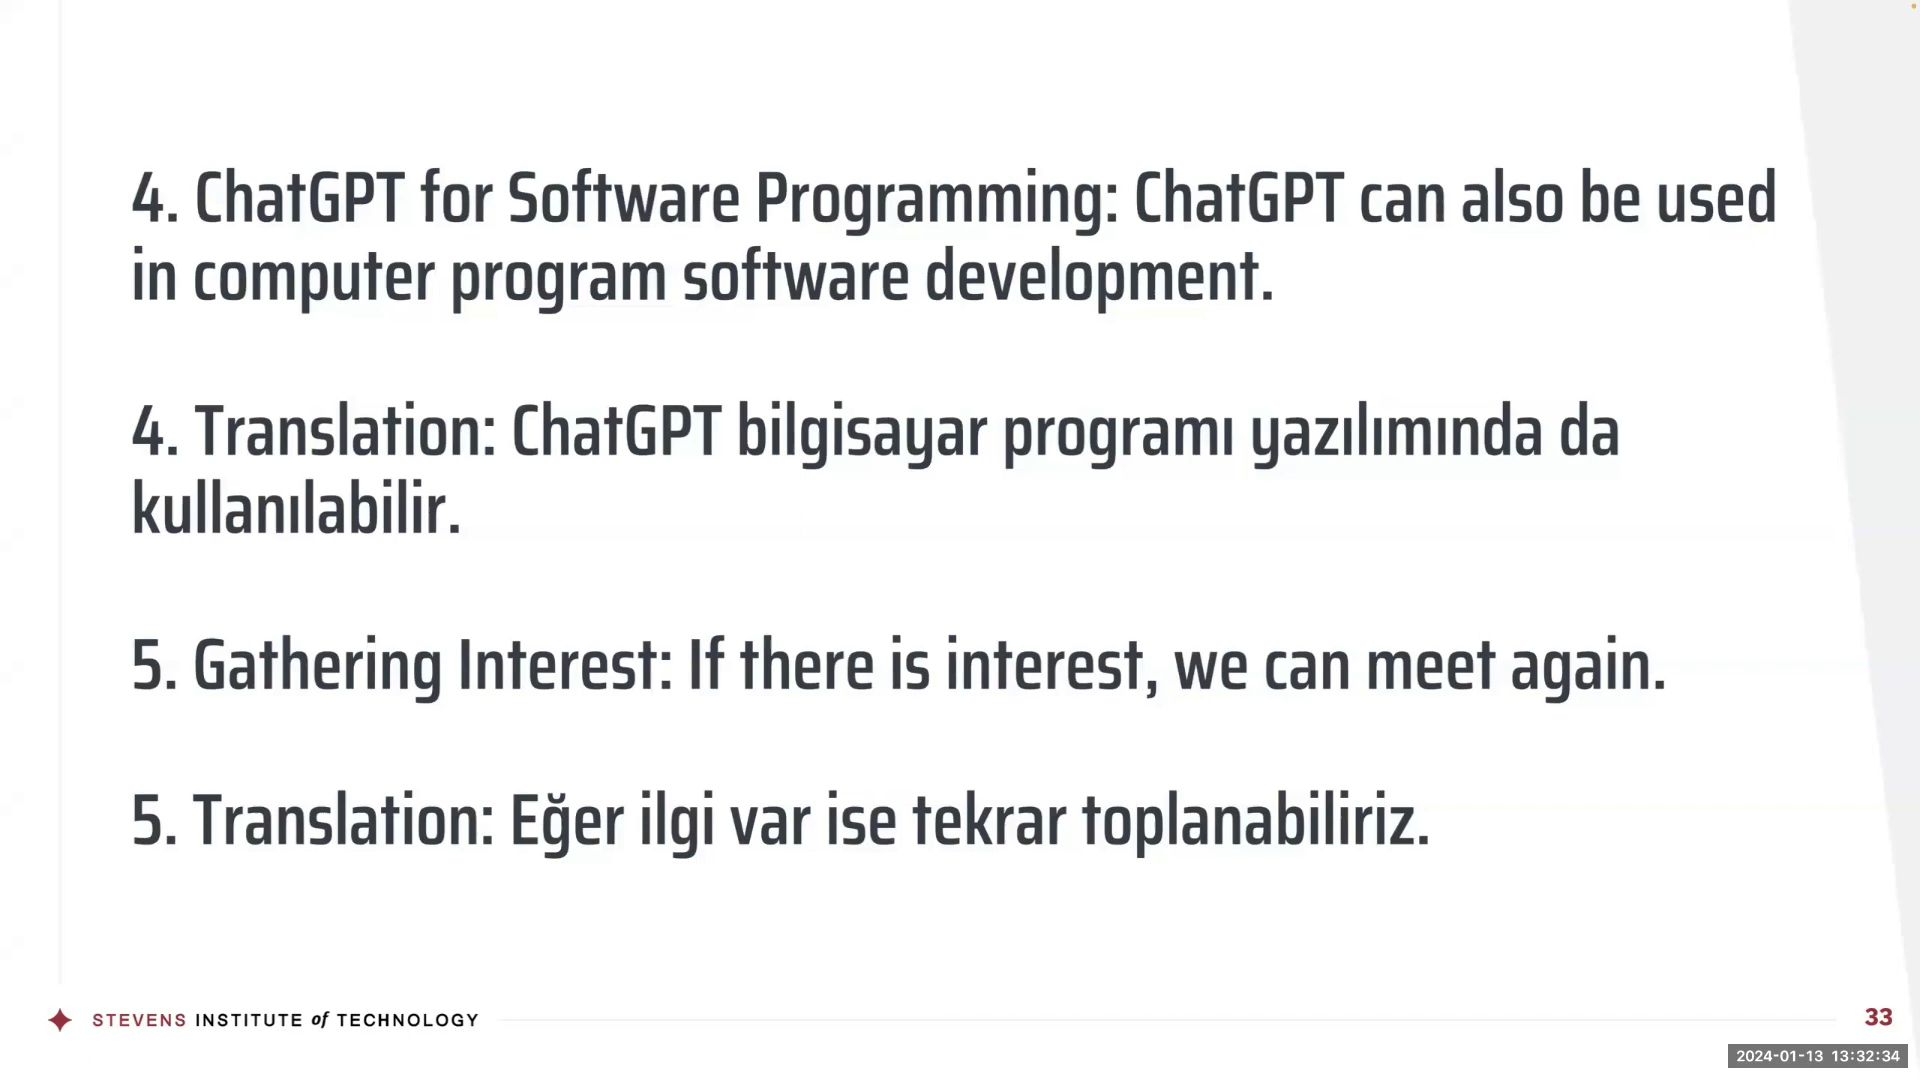 4. ChatGPT for Software Programming: ChatGPT can also be used
in computer program software development.
4. Translation: ChatGPT bilgisayar programı yazılımında da
kullanılabilir.
5. Gathering Interest: If there is interest, we can meet again.
5. Translation: Eğer ilgi var ise tekrar toplanabiliriz.
STEVENS INSTITUTE of TECHNOLOGY
33
2024-01-13 13:32:34